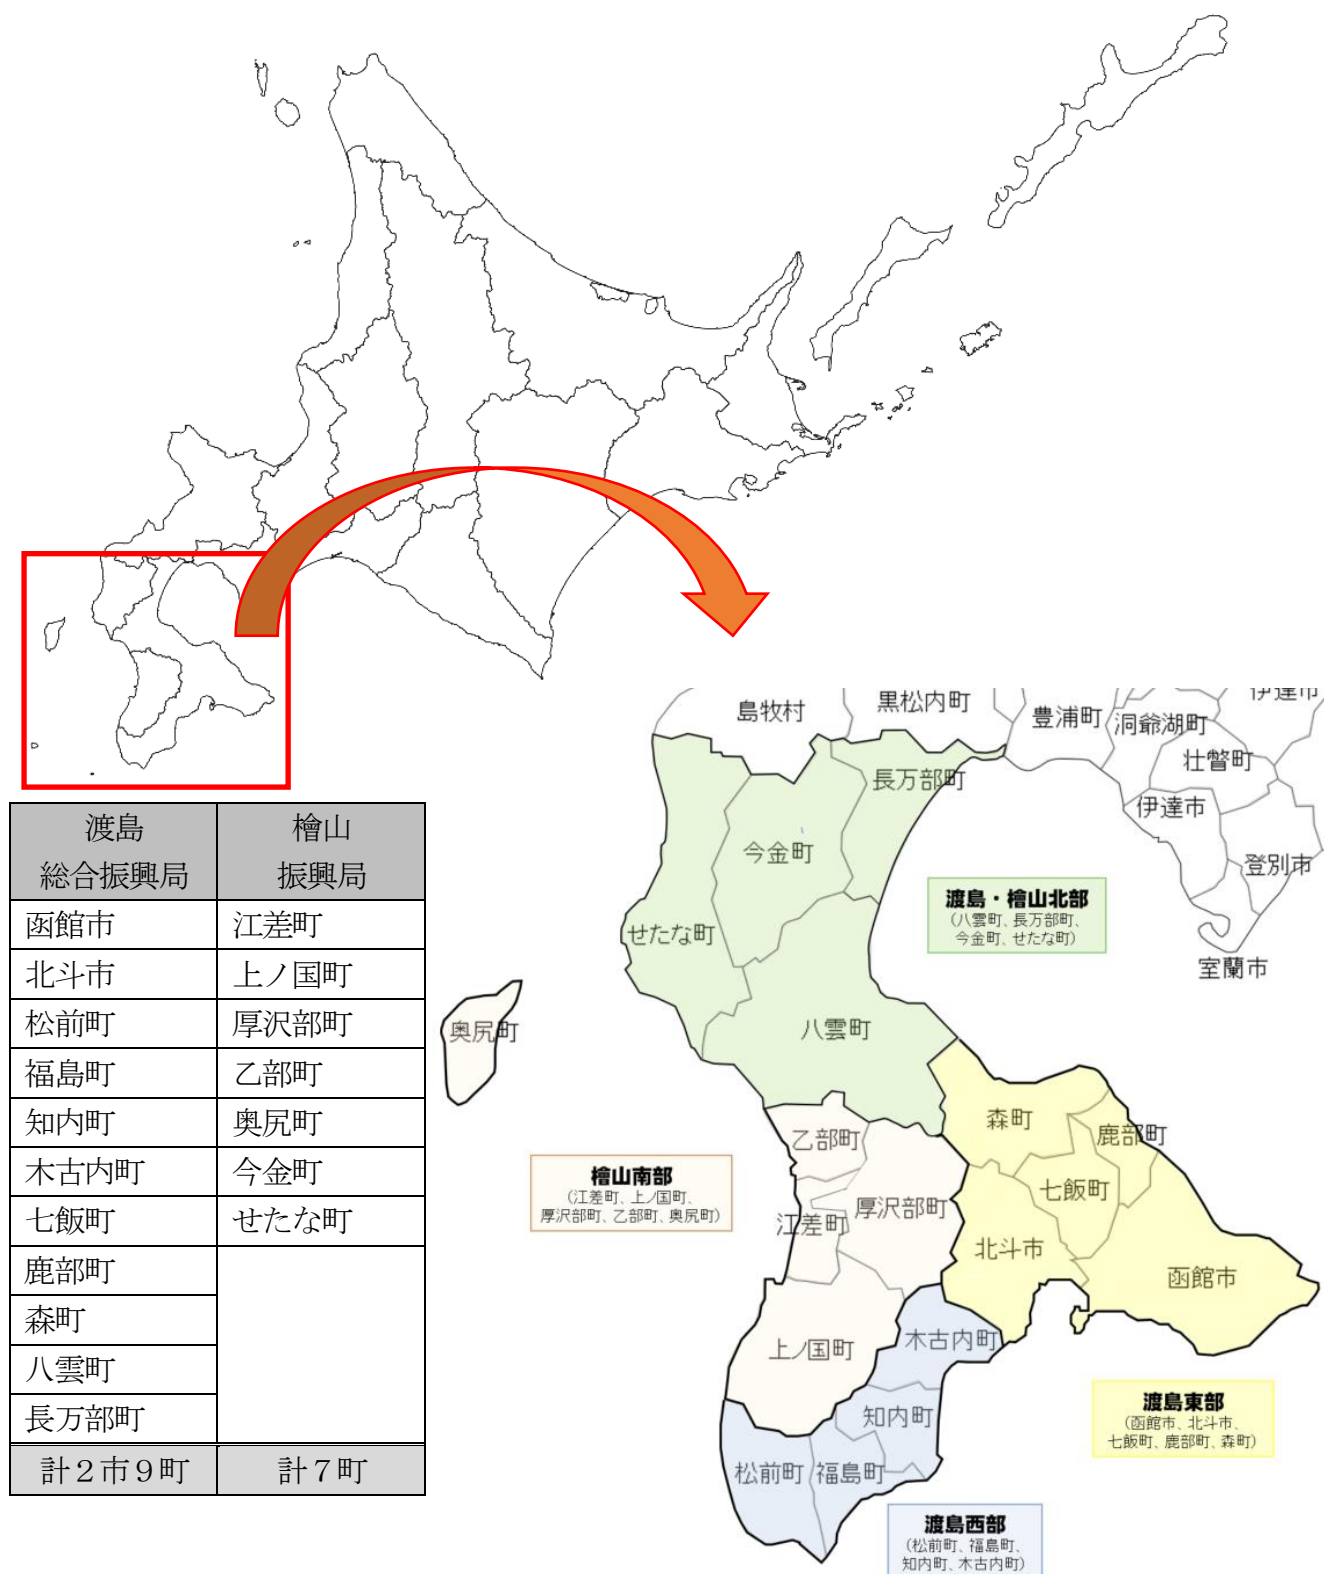 島牧村
黒松内町
豊浦町
洞爺湖町
伊達市
壮瞥町
伊達市
登別市
室蘭市
長万部町
今金町
せたな町
八雲町
渡島・檜山北部
(八雲町、長万部町、
今金町、せたな町)
奥尻町
森町
鹿部町
七飯町
乙部町
厚沢部町
江差町
北斗市
函館市
檜山南部
(江差町、上ノ国町、
厚沢部町、乙部町、奥尻町)
上ノ国町
木古内町
知内町
松前町
福島町
渡島東部
(函館市、北斗市、
七飯町、鹿部町、森町)
渡島西部
(松前町、福島町、
知内町、木古内町)
渡島 檜山
総合振興局 振興局
函館市 江差町
北斗市 上ノ国町
松前町 厚沢部町
福島町 乙部町
知内町 奥尻町
木古内町 今金町
七飯町 せたな町
鹿部町
森町
八雲町
長万部町
計2市9町 計7町